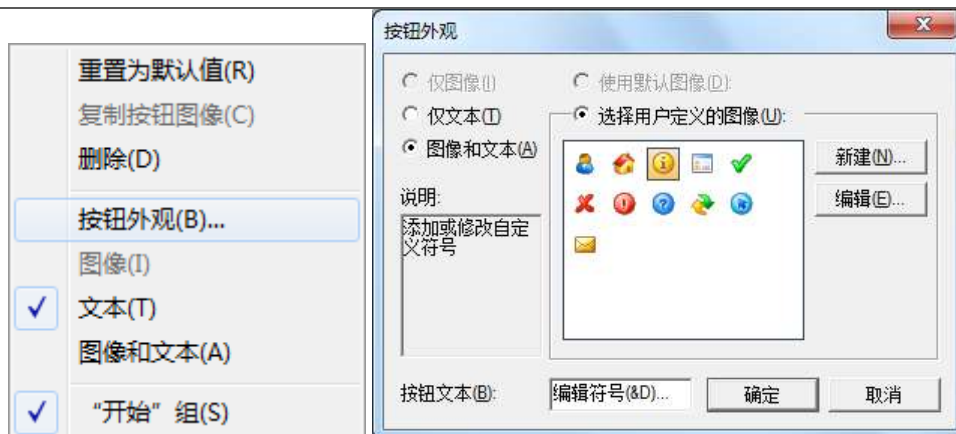 重置为默认值(R)
复制按钮图像(C)
删除(D)
按钮外观(B)...
图像(I)
文本(T)
图像和文本(A)
“开始”组(S)
按钮外观
仅图像(I)
使用默认图像(D):
仅文本(T)
选择用户定义的图像(U):
图像和文本(A)
新建(N)...
编辑(E)...
说明:
添加或修改自定
义符号
按钮文本(B):
编辑符号(&D)...
确定
取消